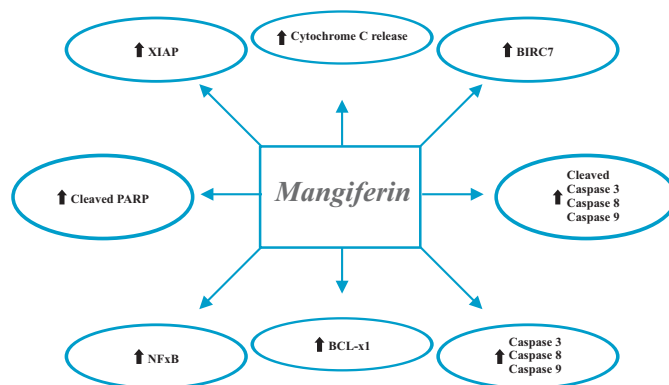 ⬆ XIAP
⬆ Cytochrome C release
⬆ BIRC7
⬆ Cleaved PARP
Mangiferin
Cleaved
⬆ Caspase 3
Caspase 8
Caspase 9
⬆ NFxB
⬆ BCL-x1
Caspase 3
⬆ Caspase 8
Caspase 9